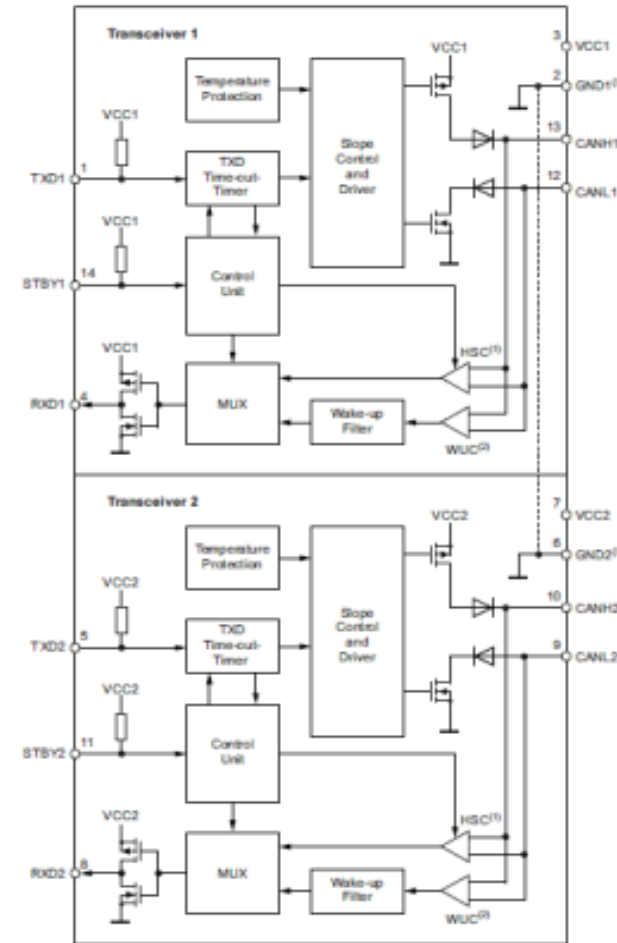 Transceiver 1
3
VCC1
VCC1
2
GND1(
Temperature
Protection
13
CANH1
VCC1
TXD
Time-out-
Timer
Slope
Control
and
Driver
TXD1
1
12
CANL1
VCC1
STBY1
14
Control
Unit
VCC1
HSC(1)
RXD1
4
MUX
Wake-up
Filter
WUC(2)
Transceiver 2
7
VCC2
VCC2
6
GND2(
Temperature
Protection
10
CANH2
VCC2
TXD
Time-out-
Timer
Slope
Control
and
Driver
TXD2
5
9
CANL2
VCC2
STBY2
11
Control
Unit
VCC2
HSC(1)
RXD2
8
MUX
Wake-up
Filter
WUC(2)